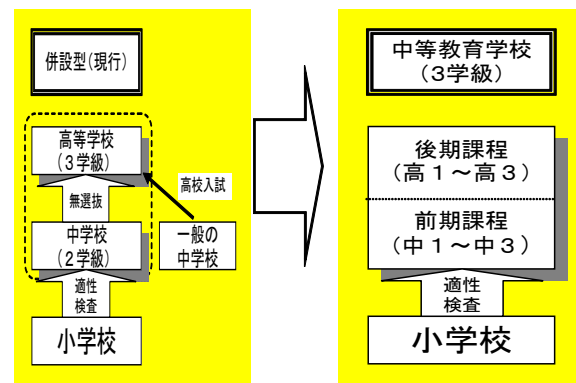 併設型(現行)
高等学校
(3学級)
高校入試
無選抜
中学校
(2学級)
一般の
中学校
適性
検査
小学校
中等教育学校
(3学級)
後期課程
(高1～高3)
前期課程
(中1～中3)
適性
検査
小学校